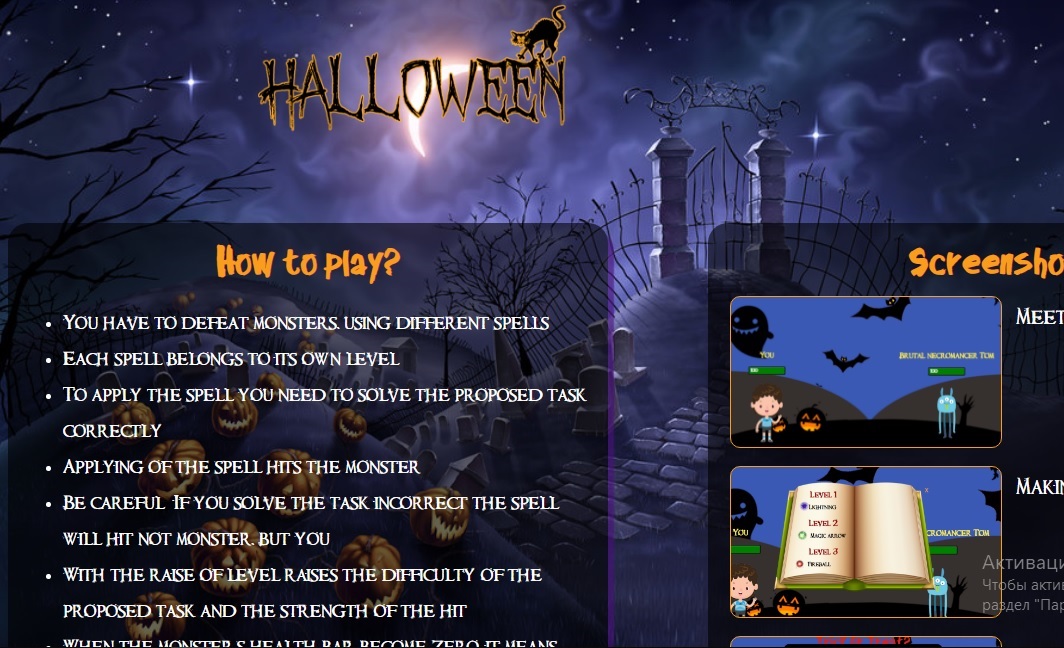 HALLOWEEN
How to play?
YOU HAVE TO DEFEAT MONSTERS, USING DIFFERENT SPELLS
EACH SPELL BELONGS TO ITS OWN LEVEL
TO APPLY THE SPELL YOU NEED TO SOLVE THE PROPOSED TASK
CORRECTLY
APPLYING OF THE SPELL HITS THE MONSTER
BE CAREFUL IF YOU SOLVE THE TASK INCORRECT THE SPELL
WILL HIT NOT MONSTER, BUT YOU
WITH THE RAISE OF LEVEL RAISES THE DIFFICULTY OF THE
PROPOSED TASK AND THE STRENGTH OF THE HIT
WHEN THE MONSTER S HEALTH BAR BECOME ZERO, IT MEANS
Screensho
MEET
YOU
BRUTAL NECROMANCER TOM
100
100
MAKIN
LEVEL 1
LIGHTNING
LEVEL 2
MAGIC ARROW
LEVEL 3
FIREBALL
x
YOU
CROMANCER TOM
Активаци
Чтобы акти
раздел "Пар